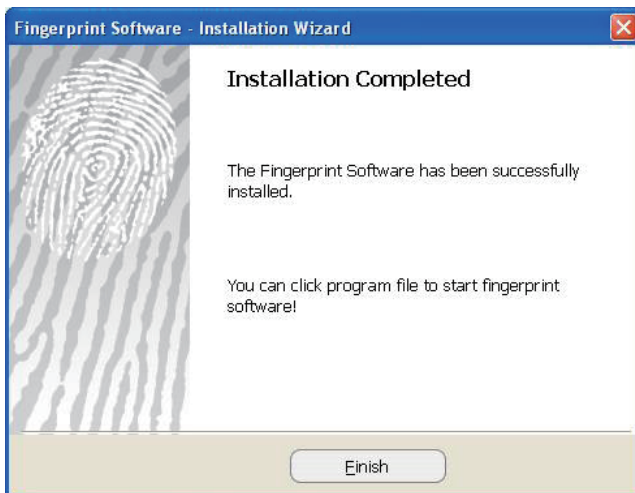 Fingerprint Software - Installation Wizard
Installation Completed
The Fingerprint Software has been successfully
installed.
You can click program file to start fingerprint
software!
Finish